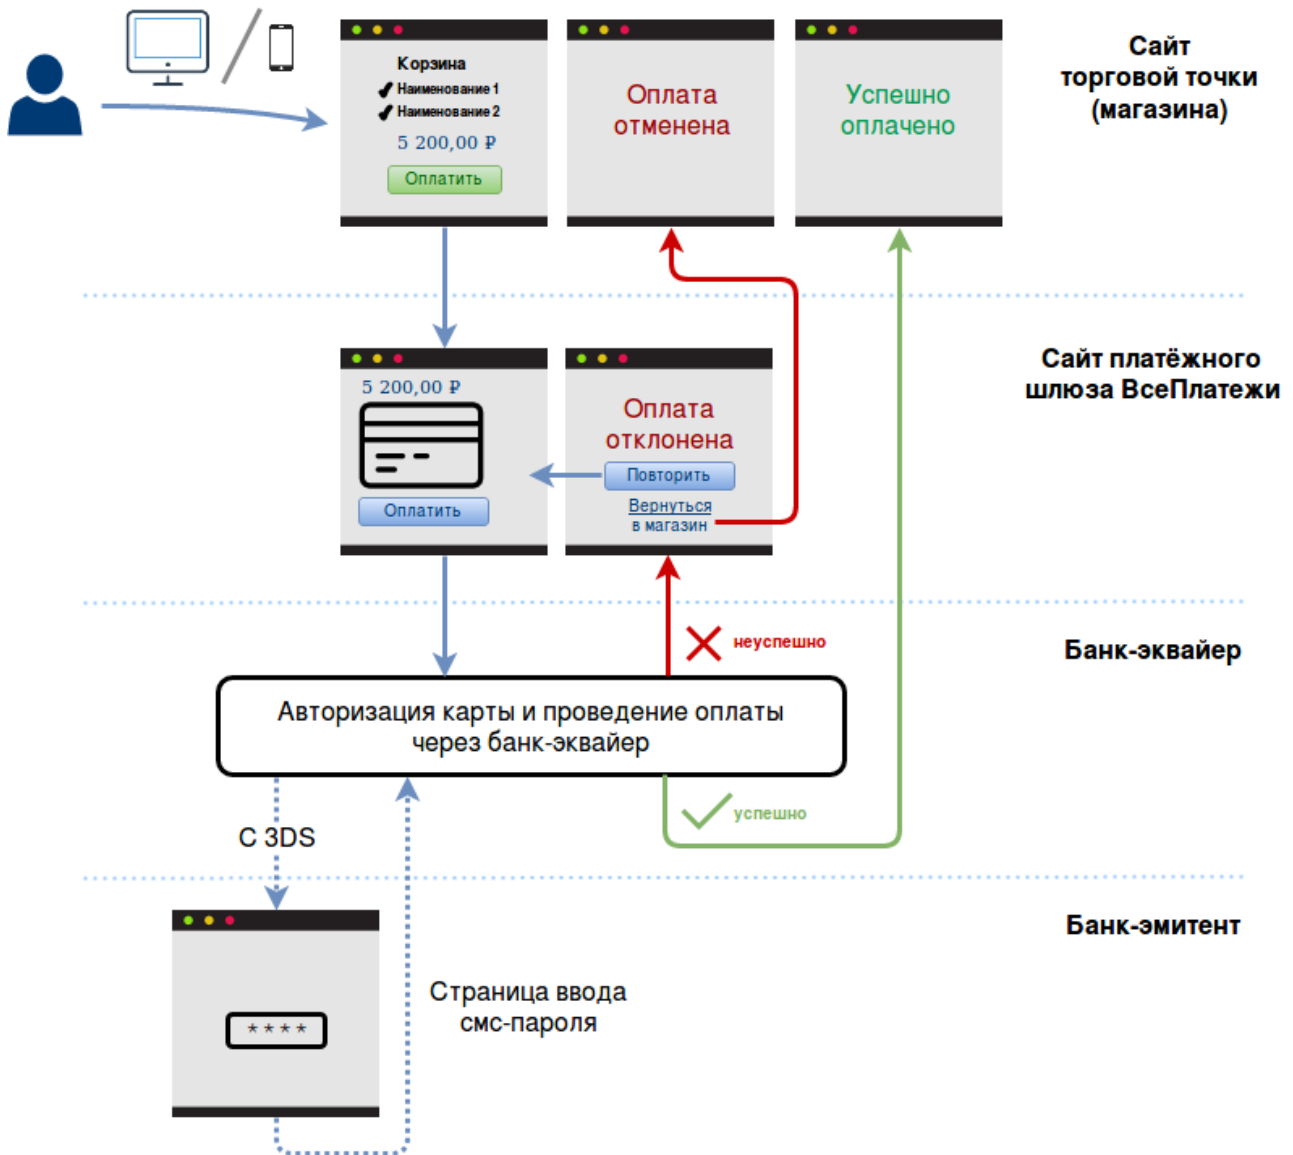 Корзина
Наименование 1
Наименование 2
5 200,00 ₽
Оплатить
Оплата
отменена
Успешно
оплачено
Сайт
торговой точки
(магазина)
5 200,00 ₽
Оплатить
Оплата
отклонена
Повторить
Вернуться
в магазин
Сайт платёжного
шлюза ВсеПлатежи
неуспешно
Банк-эквайер
Авторизация карты и проведение оплаты
через банк-эквайер
успешно
С 3DS
Банк-эмитент
* * * *
Страница ввода
смс-пароля